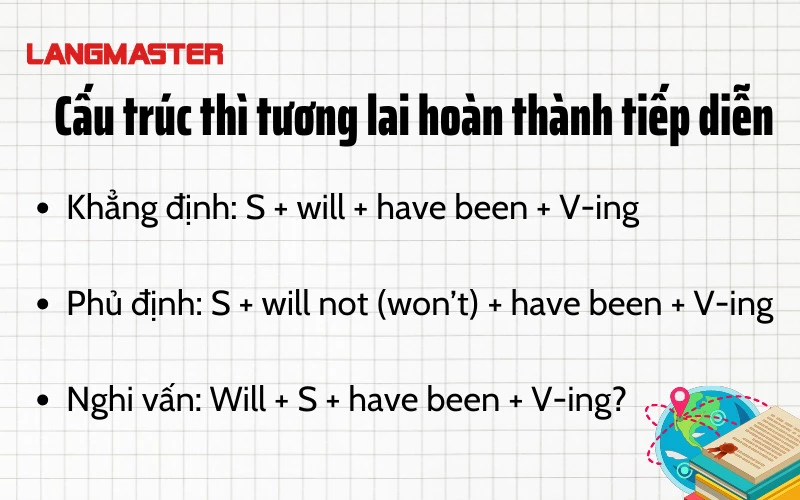 LANGMASTER
Cấu trúc thì tương lai hoàn thành tiếp diễn
• Khẳng định: S + will + have been + V-ing
• Phủ định: S + will not (won’t) + have been + V-ing
• Nghi vấn: Will + S + have been + V-ing?